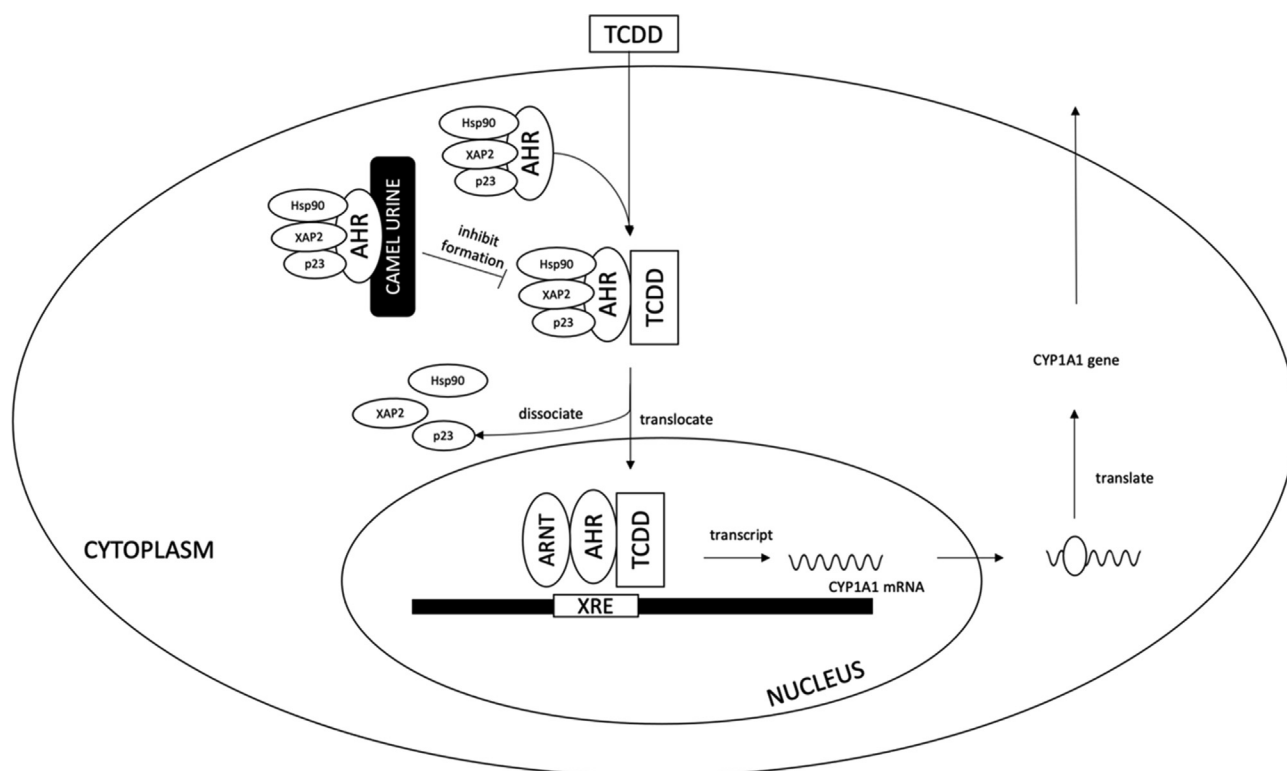 TCDD
Hsp90
XAP2
p23
AHR
Hsp90
XAP2
p23
AHR
CAMEL URINE
inhibit
formation
Hsp90
XAP2
p23
AHR
TCDD
Hsp90
XAP2
p23
dissociate
translocate
CYP1A1 gene
translate
CYTOPLASM
ARNT
AHR
TCDD
transcript
CYP1A1 mRNA
XRE
NUCLEUS